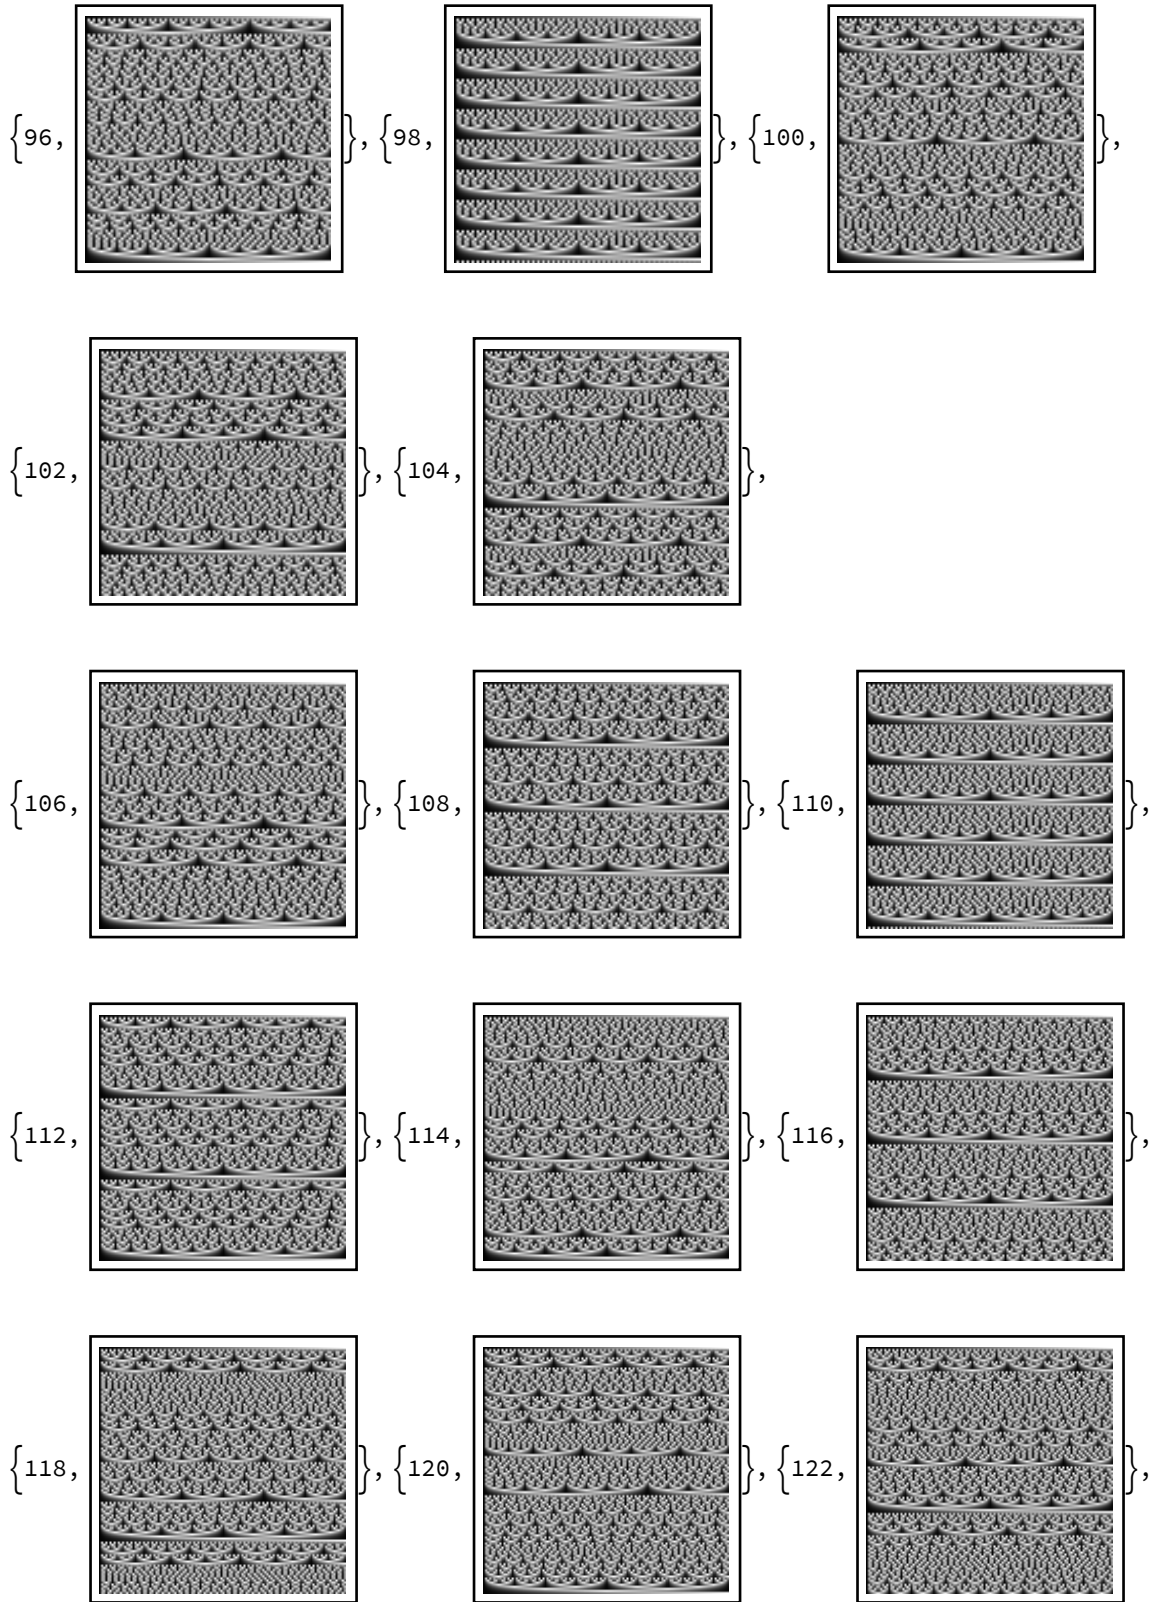 {96, }, {98, }, {100, },
{102, }, {104, },
{106, }, {108, }, {110, },
{112, }, {114, }, {116, },
{118, }, {120, }, {122, },